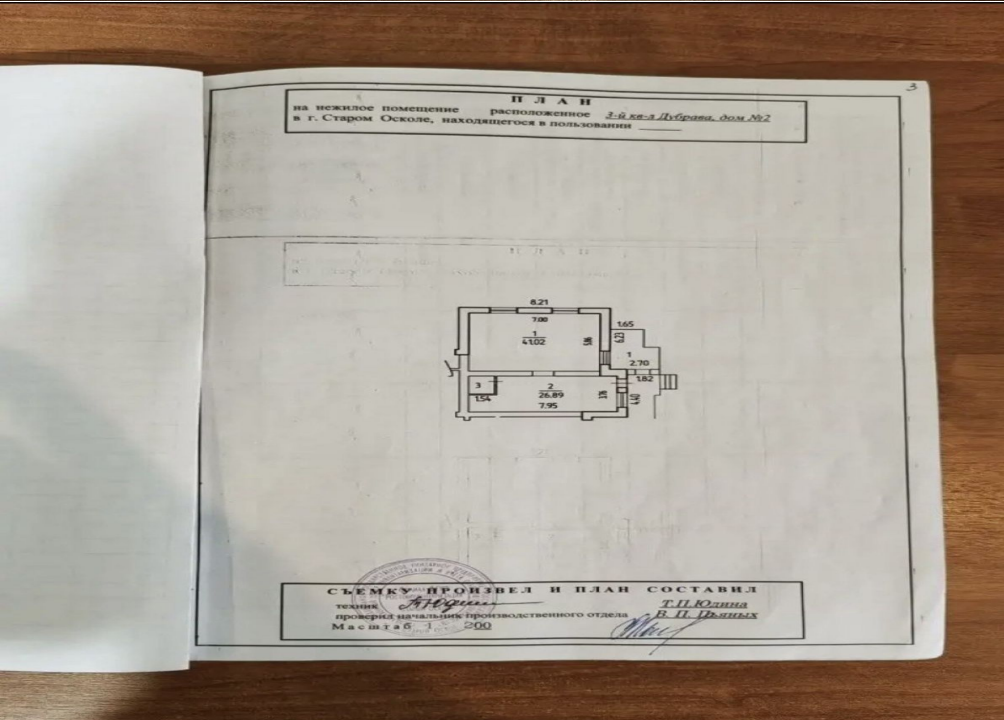 3
П Л А Н
на нежилое помещение расположенное 3-й кв-л Дубрава, дом №2
в г. Старом Осколе, находящегося в пользовании
8.21
7.00
1
41.02
5.86
1.65
6.23
1
2.70
1.82
3
1.54
2
26.89
7.95
3.78
4.40
СЪЕМКУ ПРОИЗВЕЛ И ПЛАН СОСТАВИЛ
техник Т.П.Юдина
проверил начальник производственного отдела В. П. Пьяных
Масштаб 1 200